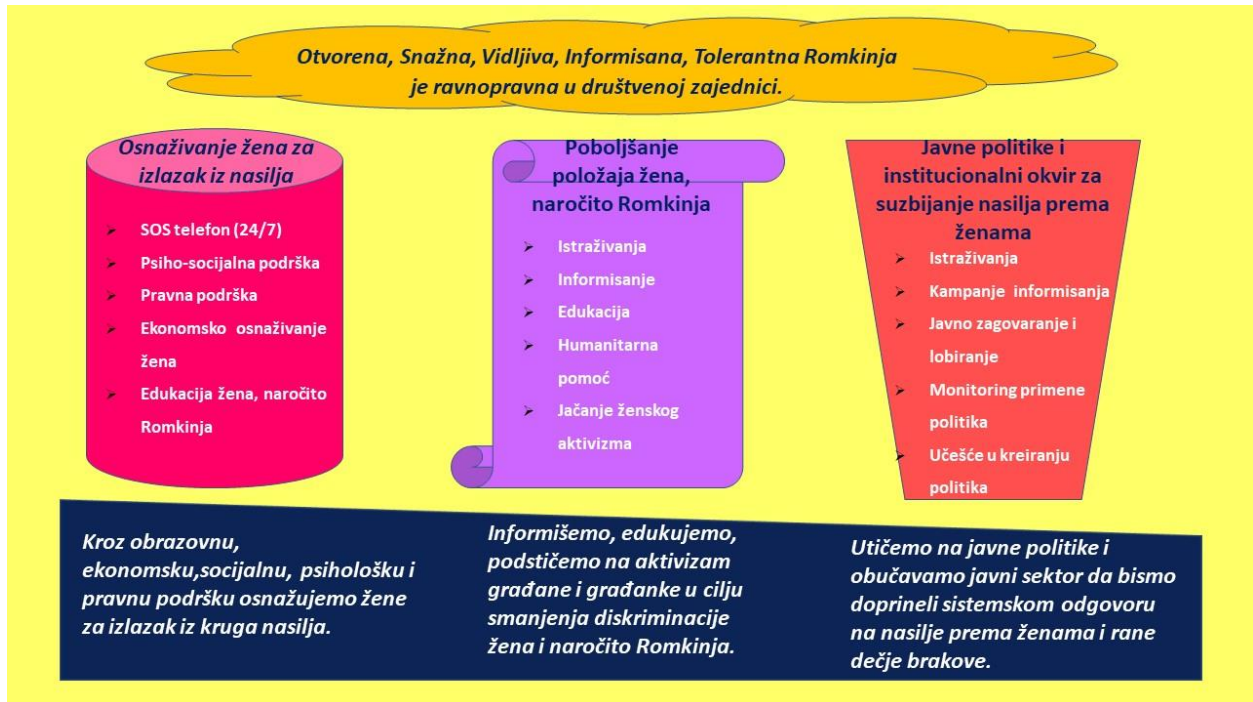 Otvorena, Snažna, Vidljiva, Informisana, Tolerantna Romkinja
je ravnopravna u društvenoj zajednici.
Osnaživanje žena za
izlazak iz nasilja
SOS telefon (24/7)
Psiho-socijalna podrška
Pravna podrška
Ekonomsko osnaživanje
žena
Edukacija žena, naročito
Romkinja
Poboljšanje
položaja žena,
naročito Romkinja
Istraživanja
Informisanje
Edukacija
Humanitarna
pomoć
Jačanje ženskog
aktivizma
Javne politike i
institucionalni okvir za
suzbijanje nasilja prema
ženama
Istraživanja
Kampanje informisanja
Javno zagovaranje i
lobiranje
Monitoring primene
politika
Učešće u kreiranju
politika
Kroz obrazovnu,
ekonomsku,socijalnu, psihološku i
pravnu podršku osnažujemo žene
za izlazak iz kruga nasilja.
Informišemo, edukujemo,
podstičemo na aktivizam
građane i građanke u cilju
smanjenja diskriminacije
žena i naročito Romkinja.
Utičemo na javne politike i
obučavamo javni sektor da bismo
doprineli sistemskom odgovoru
na nasilje prema ženama i rane
dečje brakove.